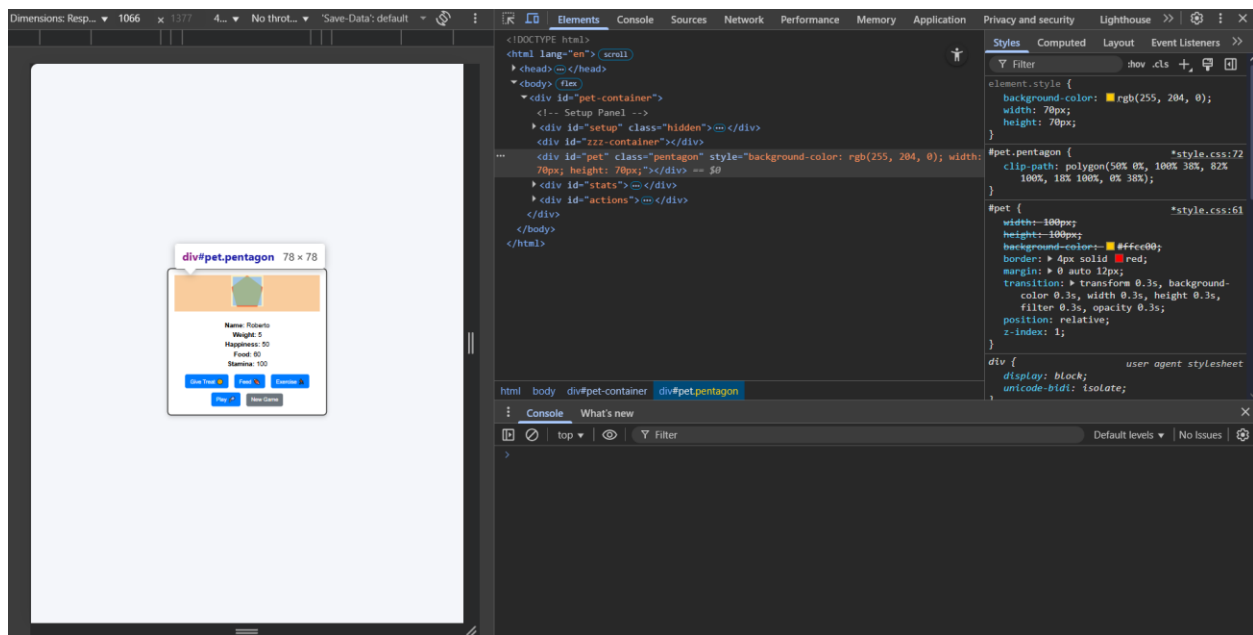 Dimensions: Resp... ▼ 1066 x 1377 4... ▼ No throt... ▼ 'Save-Data': default ▼
Elements Console Sources Network Performance Memory Application Privacy and security Lighthouse
<!DOCTYPE html>
<html lang="en"> scroll
<head> ⋯ </head>
<body> flex
<div id="pet-container">
<!-- Setup Panel -->
<div id="setup" class="hidden"> ⋯ </div>
<div id="zzz-container"></div>
<div id="pet" class="pentagon" style="background-color: rgb(255, 204, 0); width:
70px; height: 70px;"></div> == $0
<div id="stats"> ⋯ </div>
<div id="actions"> ⋯ </div>
</div>
</body>
</html>
html body div#pet-container div#pet.pentagon
Styles Computed Layout Event Listeners
Filter :hov .cls
element.style {
background-color: rgb(255, 204, 0);
width: 70px;
height: 70px;
}
#pet.pentagon { *style.css:72
clip-path: polygon(50% 0%, 100% 38%, 82%
100%, 18% 100%, 0% 38%);
}
#pet { *style.css:61
width: 100px;
height: 100px;
background-color: #ffcc00;
border: 4px solid red;
margin: 0 auto 12px;
transition: transform 0.3s, background-
color 0.3s, width 0.3s, height 0.3s,
filter 0.3s, opacity 0.3s;
position: relative;
z-index: 1;
}
div { user agent stylesheet
display: block;
unicode-bidi: isolate;
div#pet.pentagon 78 × 78
Name: Roberto
Weight: 5
Happiness: 50
Food: 60
Stamina: 100
Give Treat Feed Exercise
Play New Game
Console What's new
top ▼ Filter Default levels ▼ No Issues